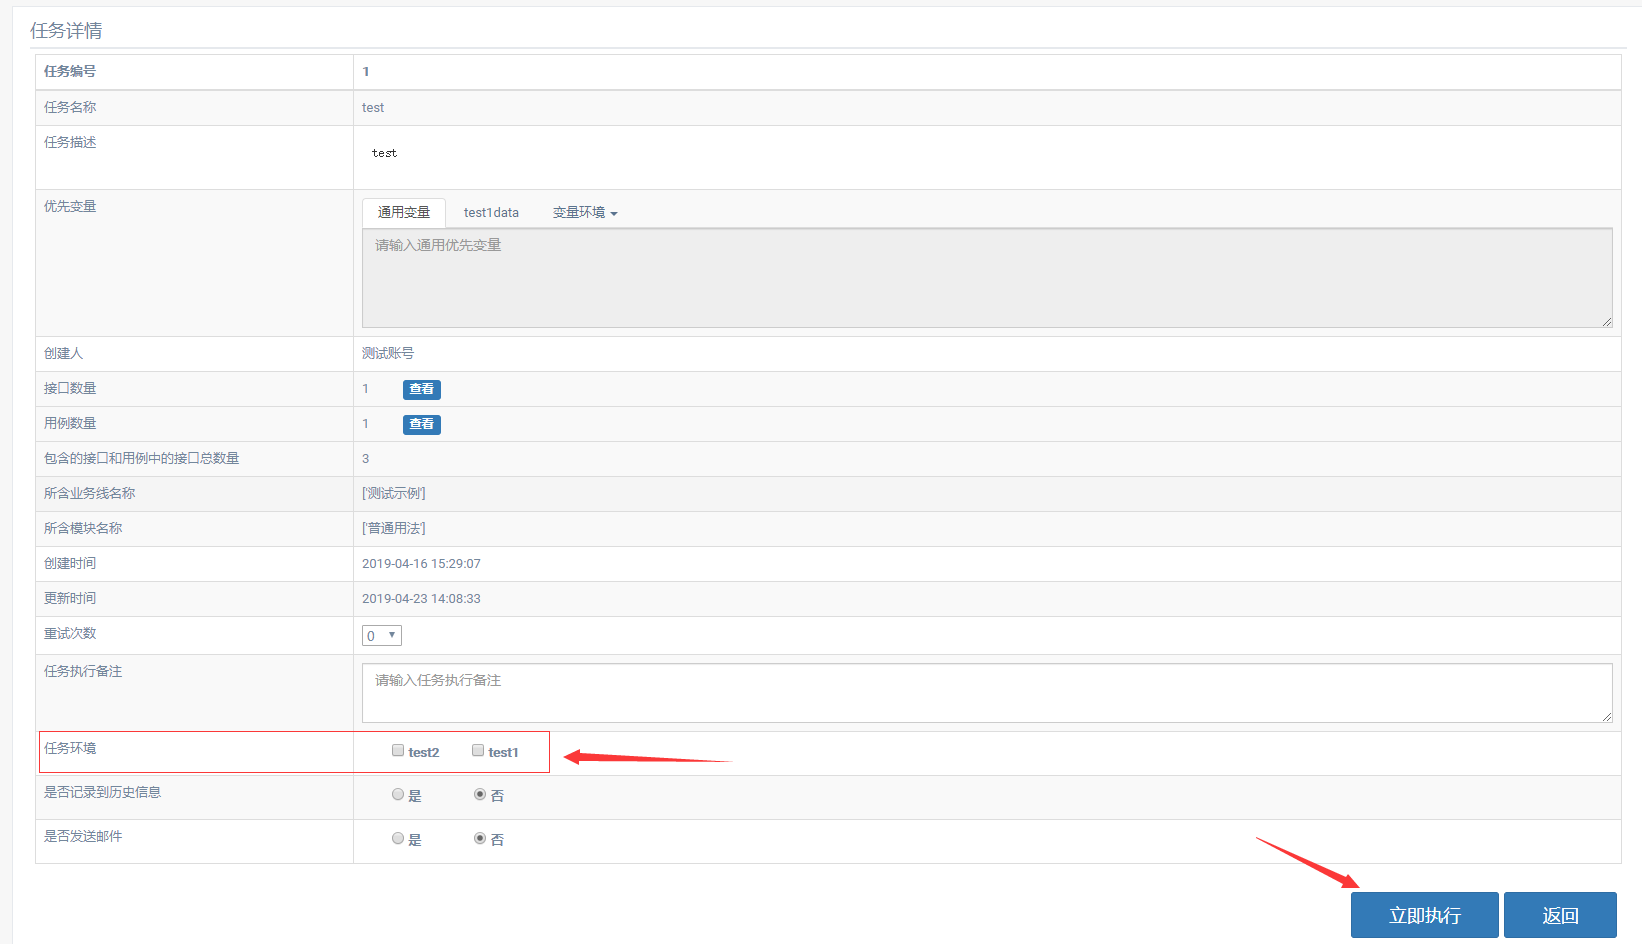 任务详情
任务编号 1
任务名称 test
任务描述 test
优先变量 通用变量 test1data 变量环境
请输入通用优先变量
创建人 测试账号
接口数量 1 查看
用例数量 1 查看
包含的接口和用例中的接口总数量 3
所含业务线名称 ['测试示例']
所含模块名称 ['普通用法']
创建时间 2019-04-16 15:29:07
更新时间 2019-04-23 14:08:33
重试次数 0
任务执行备注 请输入任务执行备注
任务环境 test2 test1
是否记录到历史信息 是 否
是否发送邮件 是 否
立即执行 返回